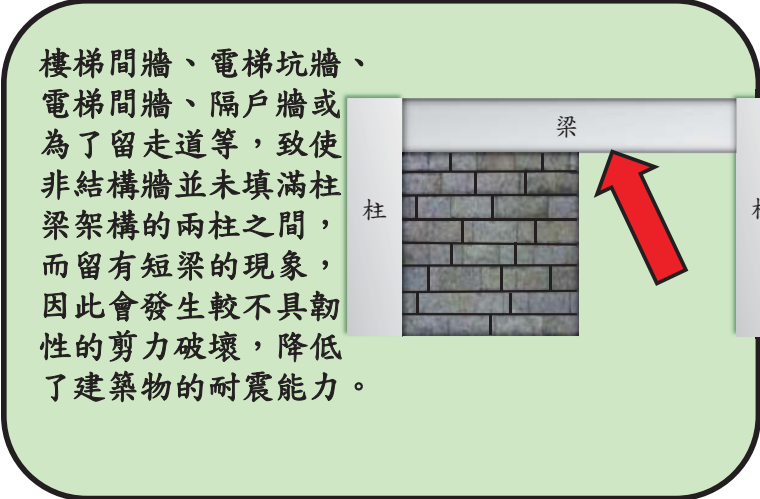 樓梯間牆、電梯坑牆、
電梯間牆、隔戶牆或
為了留走道等，致使
非結構牆並未填滿柱
梁架構的兩柱之間，
而留有短梁的現象，
因此會發生較不具韌
性的剪力破壞，降低
了建築物的耐震能力。
梁
柱